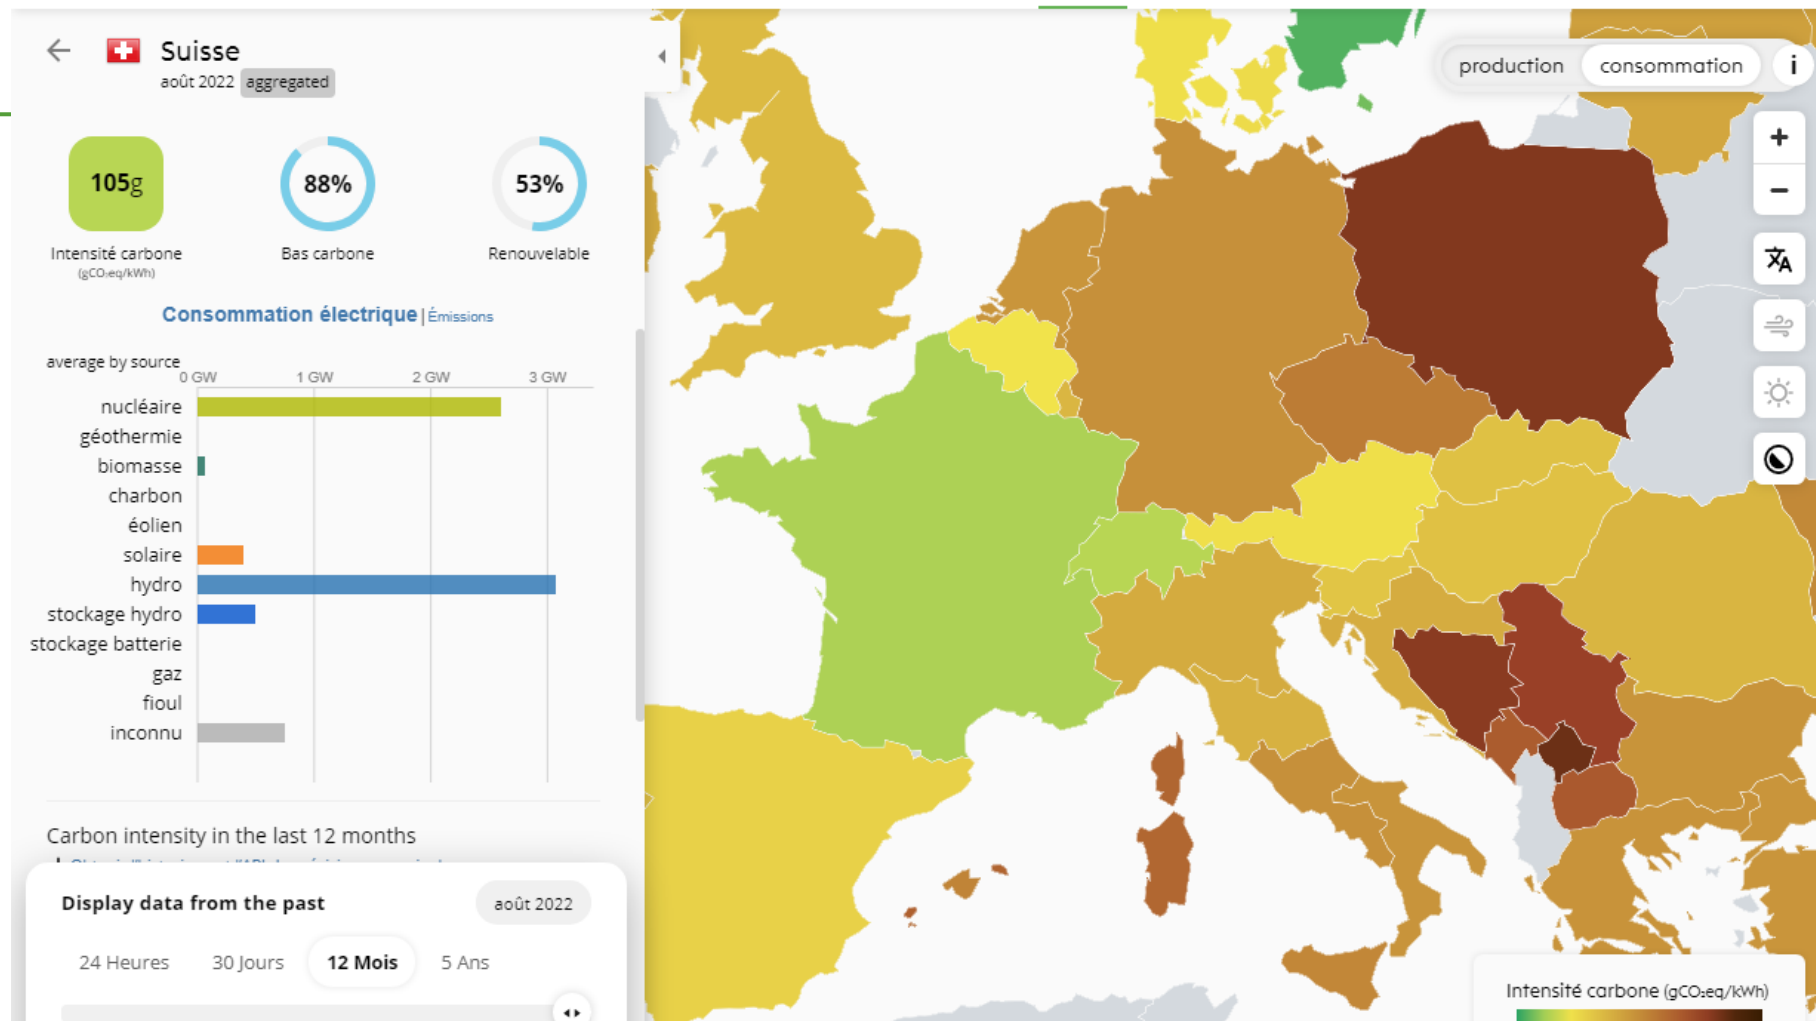 Suisse
août 2022 aggregated
production consommation i
105g
88%
53%
Intensité carbone
(gCO₂eq/kWh)
Bas carbone
Renouvelable
Consommation électrique | Émissions
average by source
0 GW 1 GW 2 GW 3 GW
nucléaire
géothermie
biomasse
charbon
éolien
solaire
hydro
stockage hydro
stockage batterie
gaz
fioul
inconnu
Carbon intensity in the last 12 months
Display data from the past août 2022
24 Heures 30 Jours 12 Mois 5 Ans
+
−
Intensité carbone (gCO₂eq/kWh)